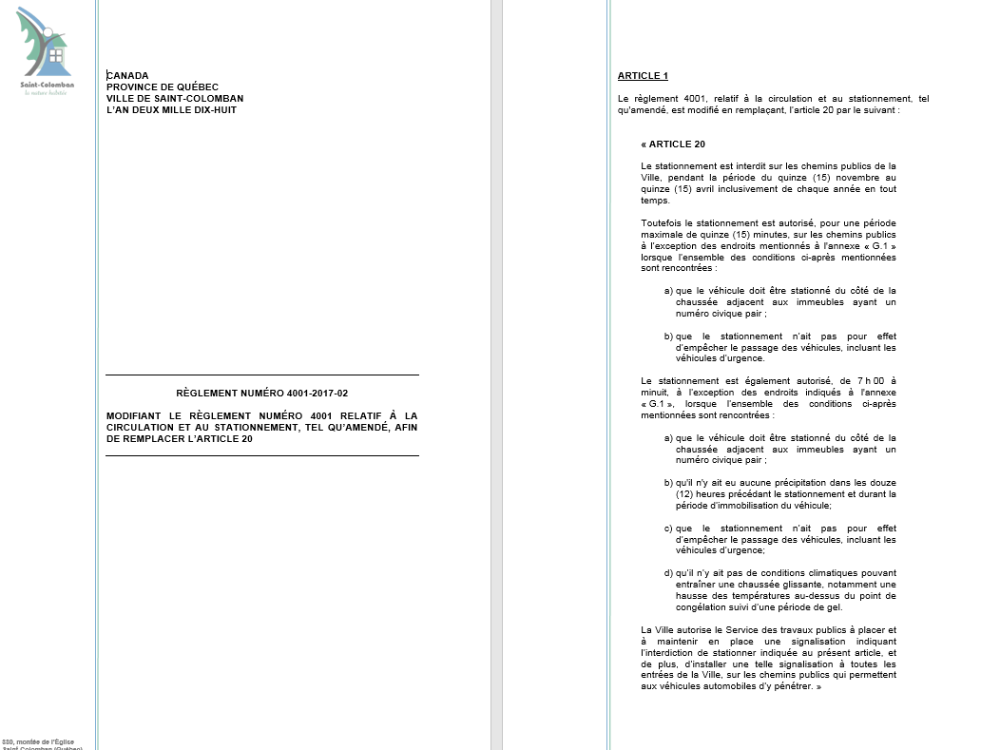 Saint-Colomban
la nature habitée
CANADA
PROVINCE DE QUÉBEC
VILLE DE SAINT-COLOMBAN
L'AN DEUX MILLE DIX-HUIT
RÈGLEMENT NUMÉRO 4001-2017-02
MODIFIANT LE RÈGLEMENT NUMÉRO 4001 RELATIF À LA
CIRCULATION ET AU STATIONNEMENT, TEL QU'AMENDÉ, AFIN
DE REMPLACER L'ARTICLE 20
330, montée de l'Église
Saint-Colomban (Québec)
ARTICLE 1
Le règlement 4001, relatif à la circulation et au stationnement, tel
qu'amendé, est modifié en remplaçant, l'article 20 par le suivant :
« ARTICLE 20
Le stationnement est interdit sur les chemins publics de la
Ville, pendant la période du quinze (15) novembre au
quinze (15) avril inclusivement de chaque année en tout
temps.
Toutefois le stationnement est autorisé, pour une période
maximale de quinze (15) minutes, sur les chemins publics
à l'exception des endroits mentionnés à l'annexe « G.1 »
lorsque l'ensemble des conditions ci-après mentionnées
sont rencontrées :
a) que le véhicule doit être stationné du côté de la
chaussée adjacent aux immeubles ayant un
numéro civique pair ;
b) que le stationnement n'ait pas pour effet
d'empêcher le passage des véhicules, incluant les
véhicules d'urgence.
Le stationnement est également autorisé, de 7 h 00 à
minuit, à l'exception des endroits indiqués à l'annexe
« G.1 », lorsque l'ensemble des conditions ci-après
mentionnées sont rencontrées :
a) que le véhicule doit être stationné du côté de la
chaussée adjacent aux immeubles ayant un
numéro civique pair ;
b) qu'il n'y ait eu aucune précipitation dans les douze
(12) heures précédant le stationnement et durant la
période d'immobilisation du véhicule;
c) que le stationnement n'ait pas pour effet
d'empêcher le passage des véhicules, incluant les
véhicules d'urgence;
d) qu'il n'y ait pas de conditions climatiques pouvant
entraîner une chaussée glissante, notamment une
hausse des températures au-dessus du point de
congélation suivi d'une période de gel.
La Ville autorise le Service des travaux publics à placer et
à maintenir en place une signalisation indiquant
l'interdiction de stationner indiquée au présent article, et
de plus, d'installer une telle signalisation à toutes les
entrées de la Ville, sur les chemins publics qui permettent
aux véhicules automobiles d'y pénétrer. »